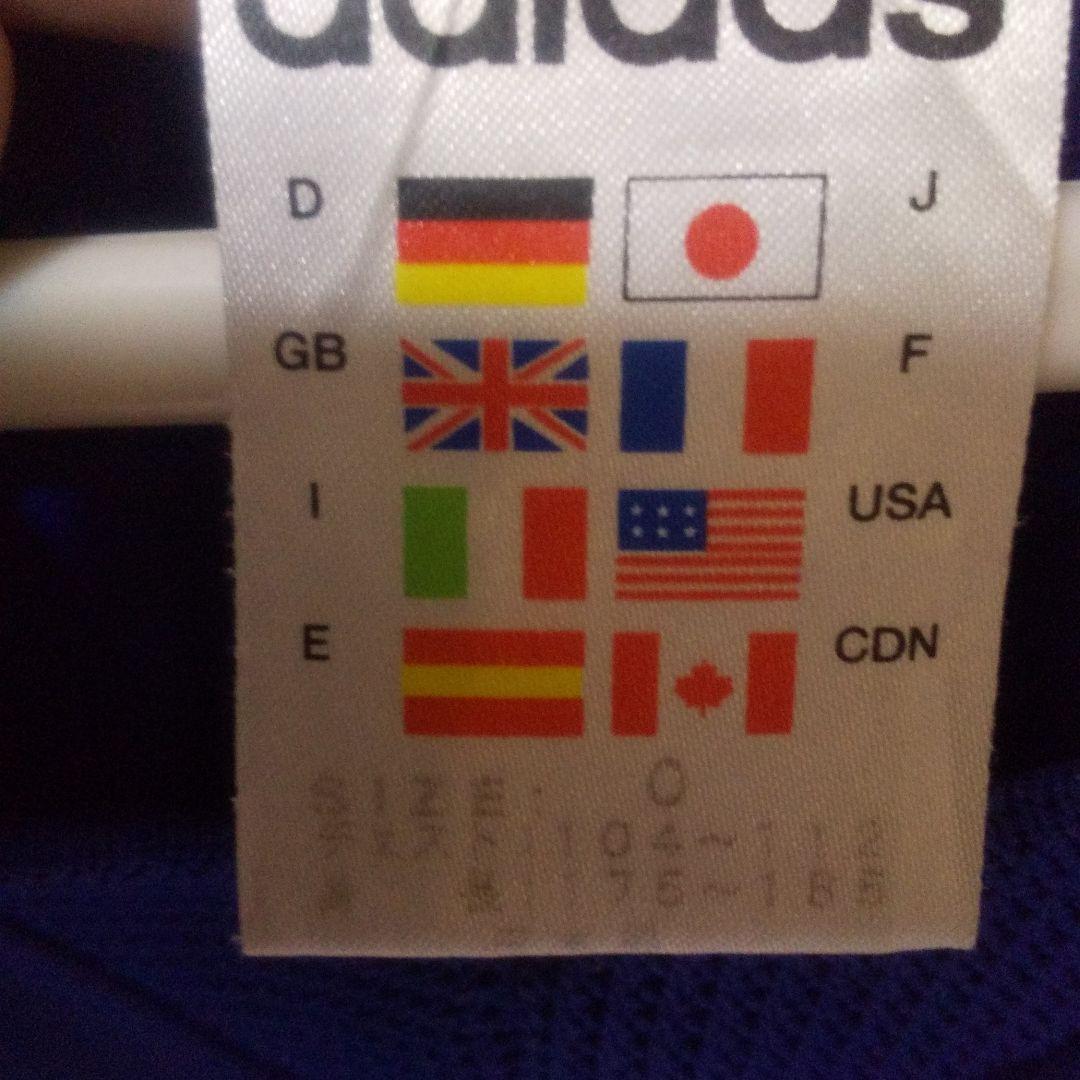 adidas
D J
GB F
I USA
E CDN
SIZE: O
チェスト:104~112
身 長:175~185